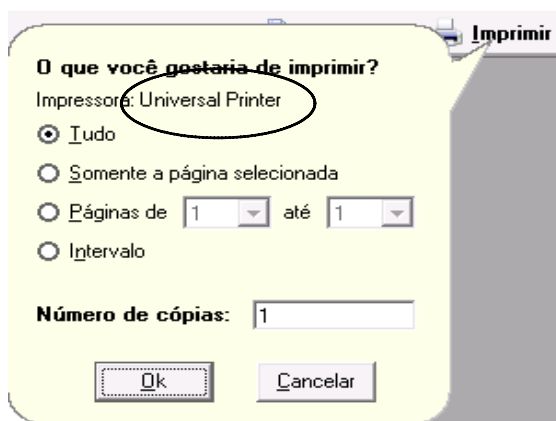 Imprimir
O que você gostaria de imprimir?
Impressora: Universal Printer
Tudo
Somente a página selecionada
Páginas de 1 até 1
Intervalo
Número de cópias: 1
Ok Cancelar